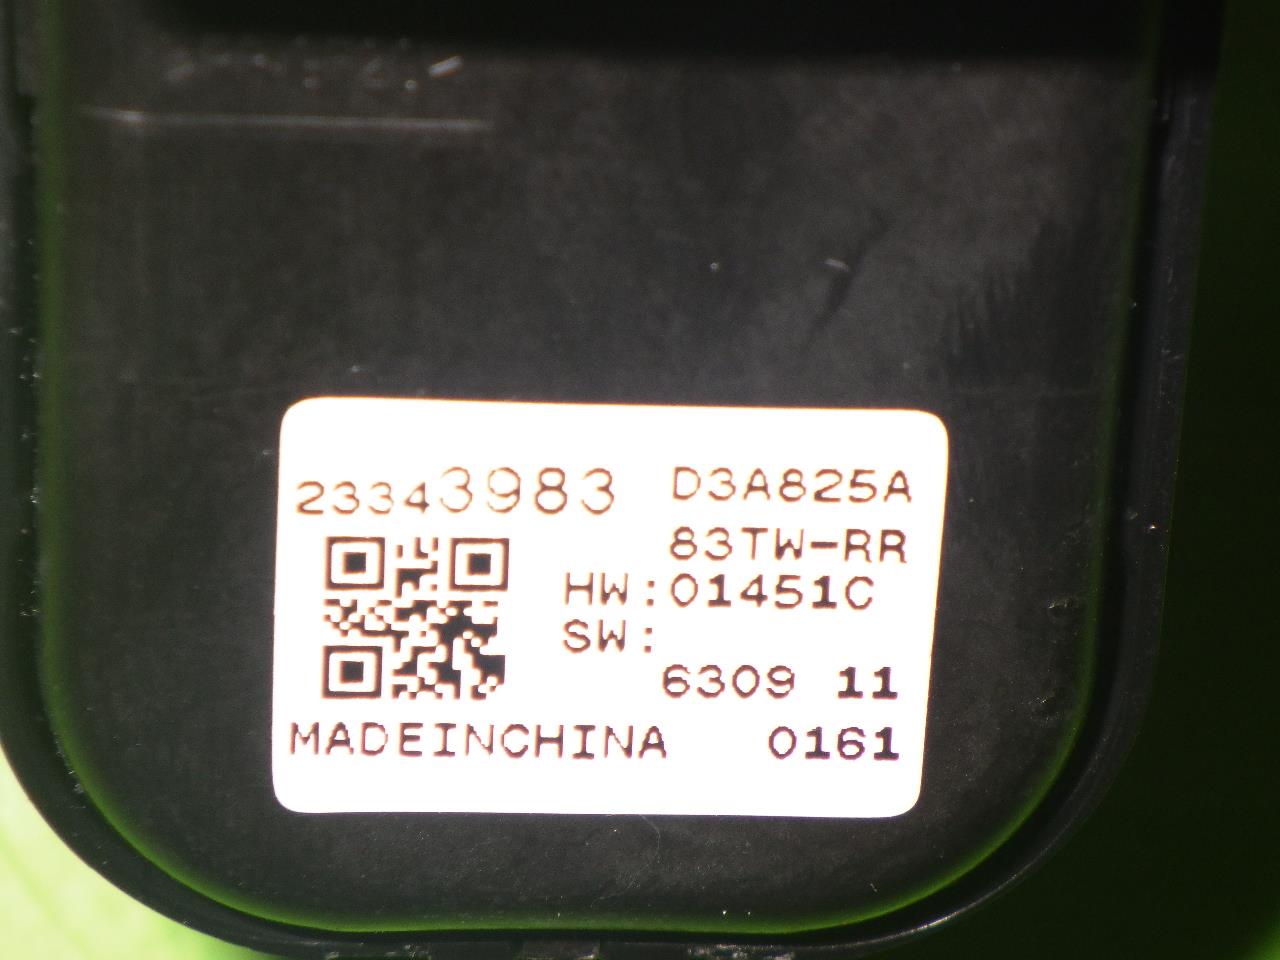 23343983 D3A825A
83TW-RR
HW:01451C
SW:
6309 11
MADEINCHINA 0161